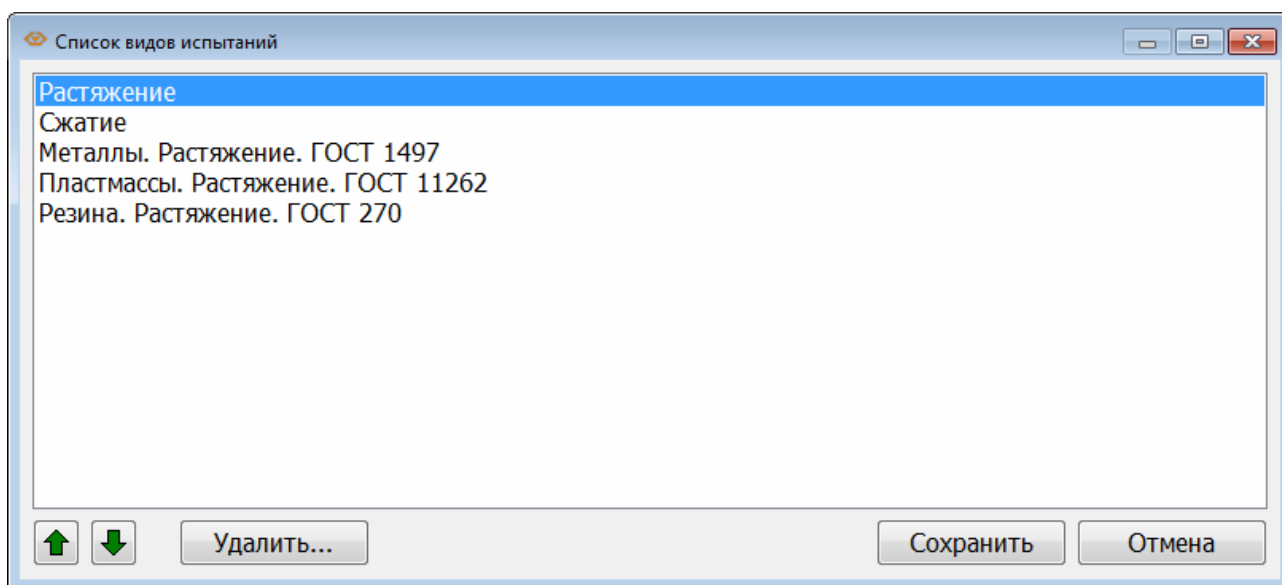 Список видов испытаний
Растяжение
Сжатие
Металлы. Растяжение. ГОСТ 1497
Пластмассы. Растяжение. ГОСТ 11262
Резина. Растяжение. ГОСТ 270
Удалить... Сохранить Отмена